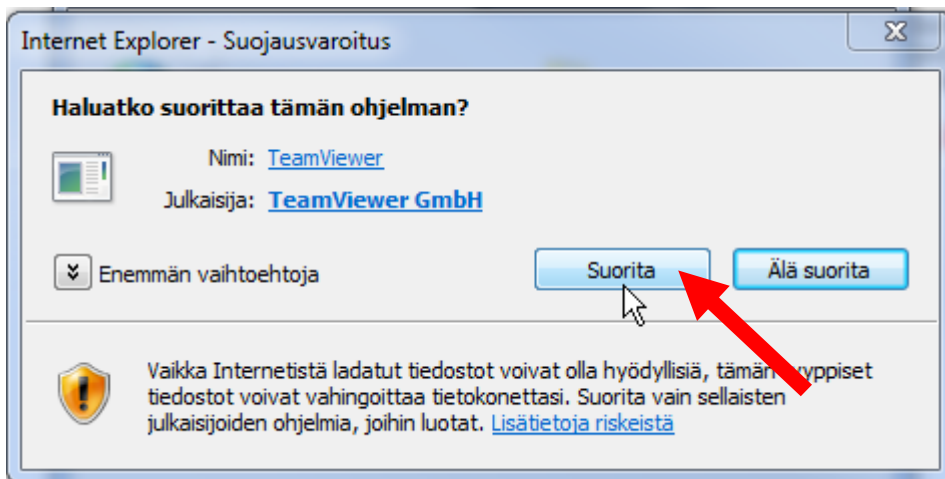 Internet Explorer - Suojausvaroitus
Haluatko suorittaa tämän ohjelman?
Nimi: TeamViewer
Julkaisija: TeamViewer GmbH
Enemmän vaihtoehtoja
Suorita
Älä suorita
Vaikka Internetistä ladatut tiedostot voivat olla hyödyllisiä, tämän
tiedostot voivat vahingoittaa tietokonettasi. Suorita vain sellaisten
julkaisijoiden ohjelmia, joihin luotat. Lisätietoja riskeistä